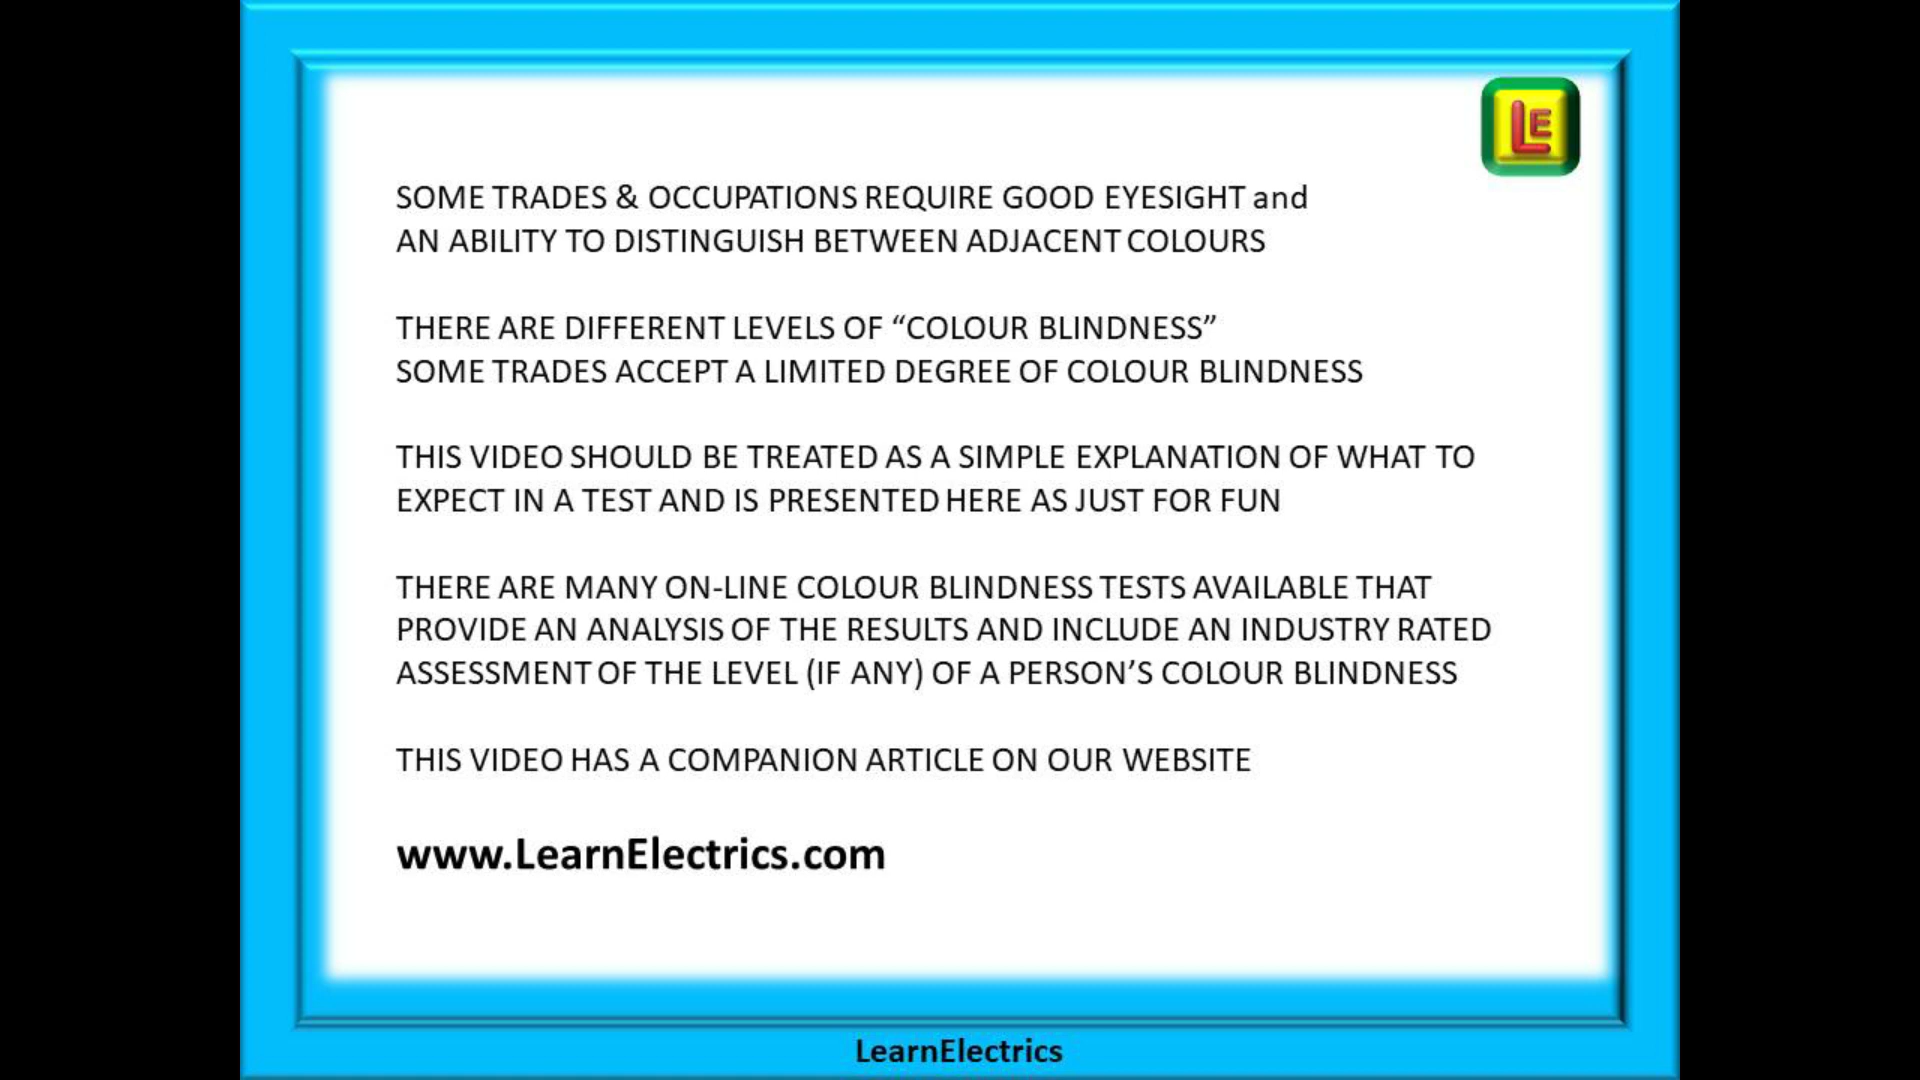 LE
SOME TRADES & OCCUPATIONS REQUIRE GOOD EYESIGHT and
AN ABILITY TO DISTINGUISH BETWEEN ADJACENT COLOURS
THERE ARE DIFFERENT LEVELS OF “COLOUR BLINDNESS”
SOME TRADES ACCEPT A LIMITED DEGREE OF COLOUR BLINDNESS
THIS VIDEO SHOULD BE TREATED AS A SIMPLE EXPLANATION OF WHAT TO
EXPECT IN A TEST AND IS PRESENTED HERE AS JUST FOR FUN
THERE ARE MANY ON-LINE COLOUR BLINDNESS TESTS AVAILABLE THAT
PROVIDE AN ANALYSIS OF THE RESULTS AND INCLUDE AN INDUSTRY RATED
ASSESSMENT OF THE LEVEL (IF ANY) OF A PERSON’S COLOUR BLINDNESS
THIS VIDEO HAS A COMPANION ARTICLE ON OUR WEBSITE
www.LearnElectrics.com
LearnElectrics